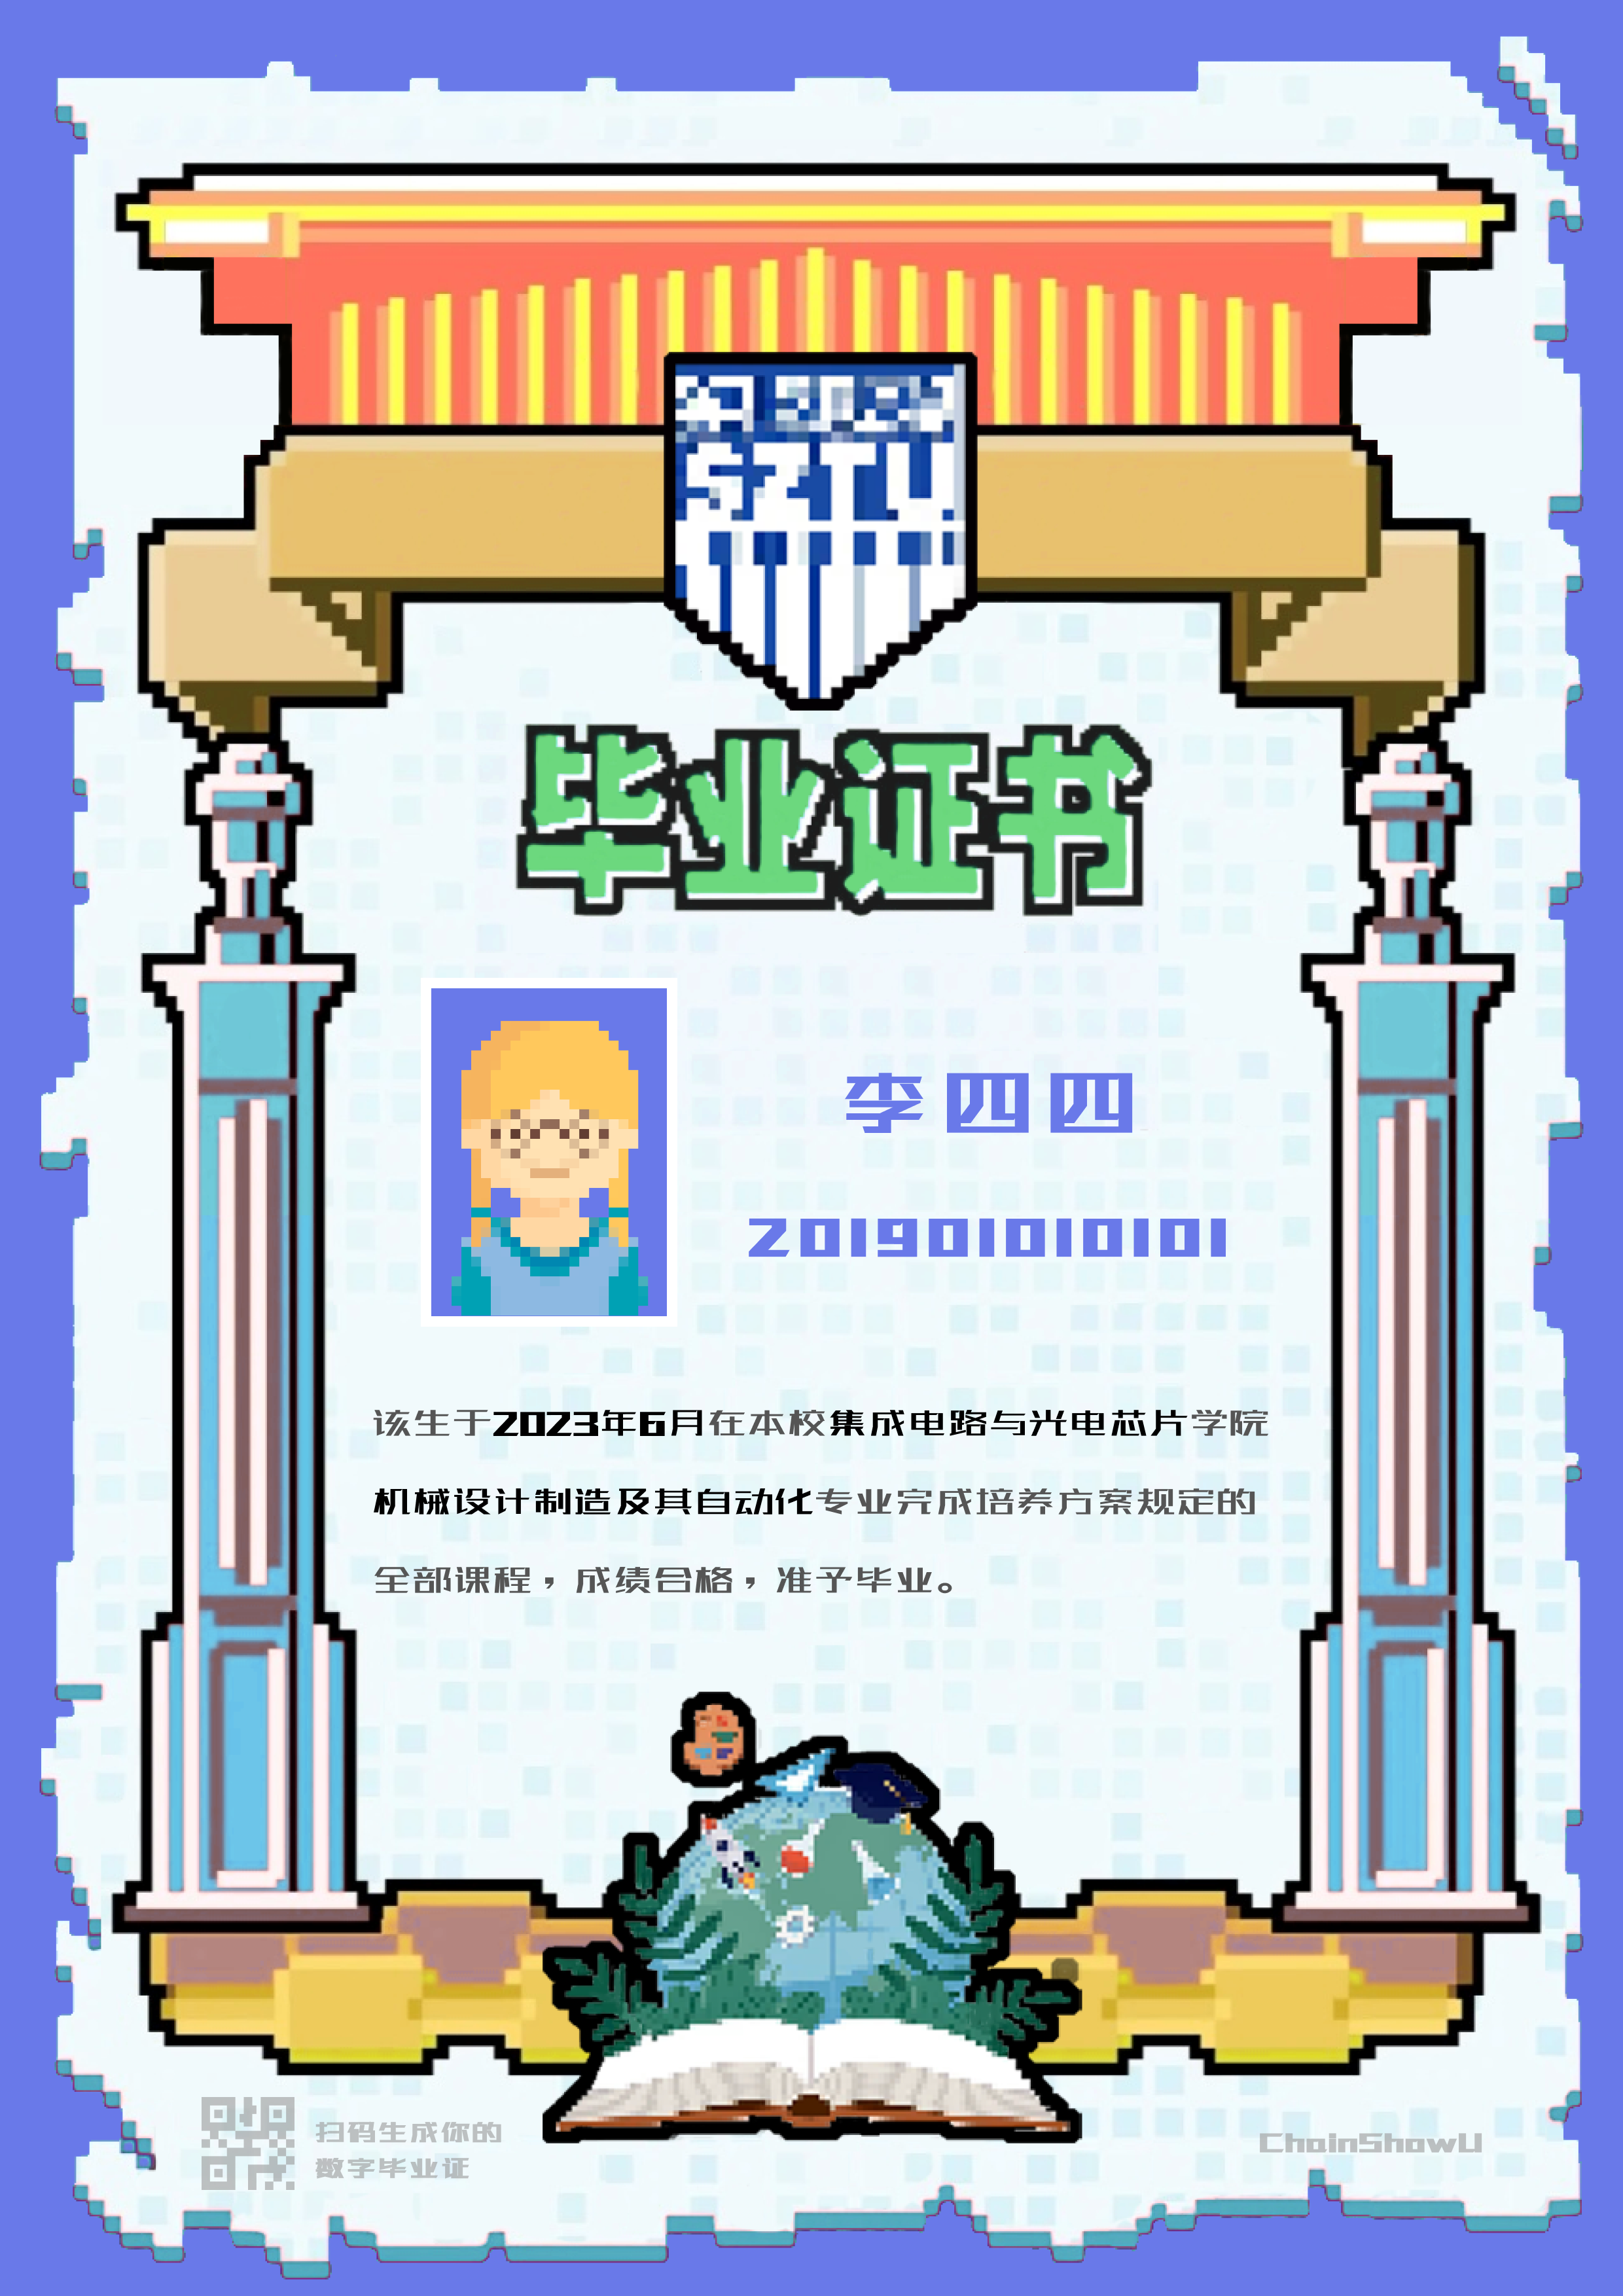 SZTU
毕业证书
李四四
201901010101
该生于2023年6月在本校集成电路与光电芯片学院
机械设计制造及其自动化专业完成培养方案规定的
全部课程，成绩合格，准予毕业。
扫码生成你的
数字毕业证
ChainShowU